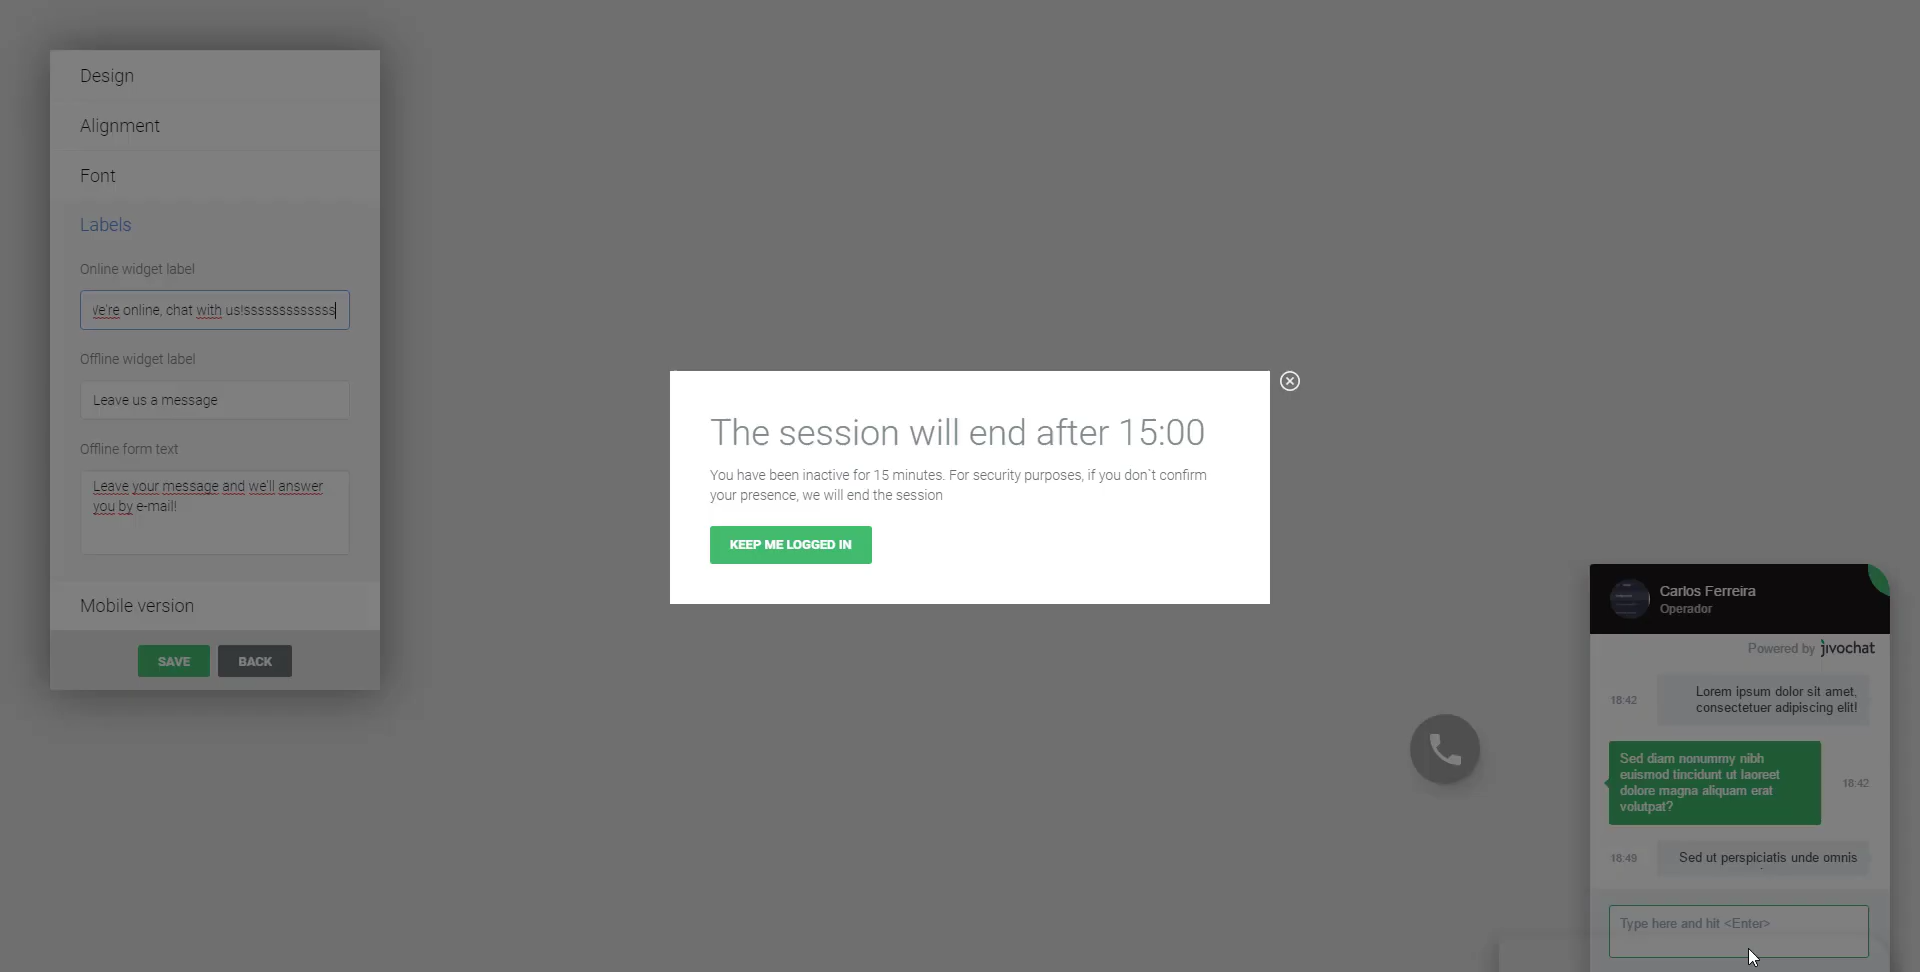 Design
Alignment
Font
Labels
Online widget label
We're online, chat with us!sssssssssssss
Offline widget label
Leave us a message
Offline form text
Leave your message and we'll answer
you by e-mail!
Mobile version
SAVE
BACK
The session will end after 15:00
You have been inactive for 15 minutes. For security purposes, if you don`t confirm
your presence, we will end the session
KEEP ME LOGGED IN
Carlos Ferreira
Operador
Powered by jivochat
18:42
Lorem ipsum dolor sit amet,
consectetuer adipiscing elit!
Sed diam nonummy nibh
euismod tincidunt ut laoreet
dolore magna aliquam erat
volutpat?
18:42
18:49
Sed ut perspiciatis unde omnis
Type here and hit <Enter>